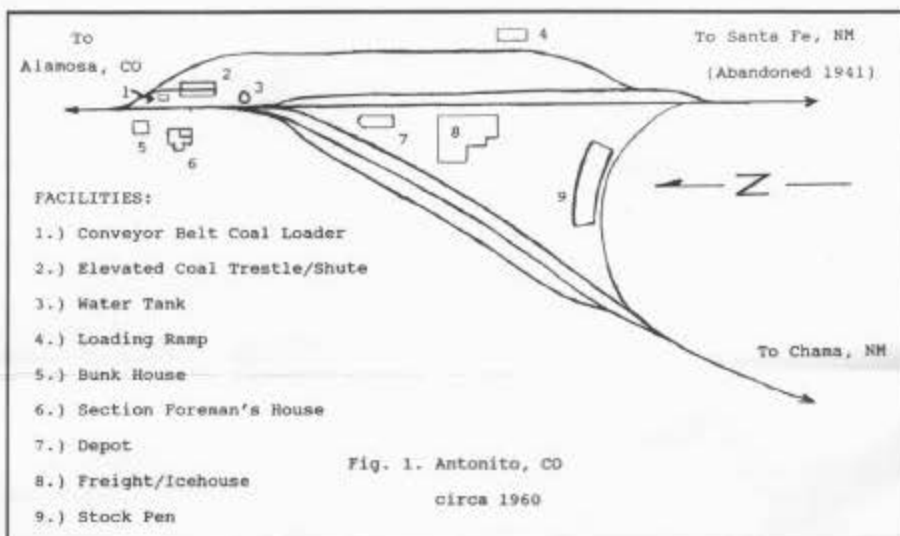 To
Alamosa, CO
To Santa Fe, NM
(Abandoned 1941)
1
2
3
4
5
6
7
8
9
N
To Chama, NM
FACILITIES:
1.) Conveyor Belt Coal Loader
2.) Elevated Coal Trestle/Shute
3.) Water Tank
4.) Loading Ramp
5.) Bunk House
6.) Section Foreman's House
7.) Depot
8.) Freight/Icehouse
9.) Stock Pen
Fig. 1. Antonito, CO
circa 1960